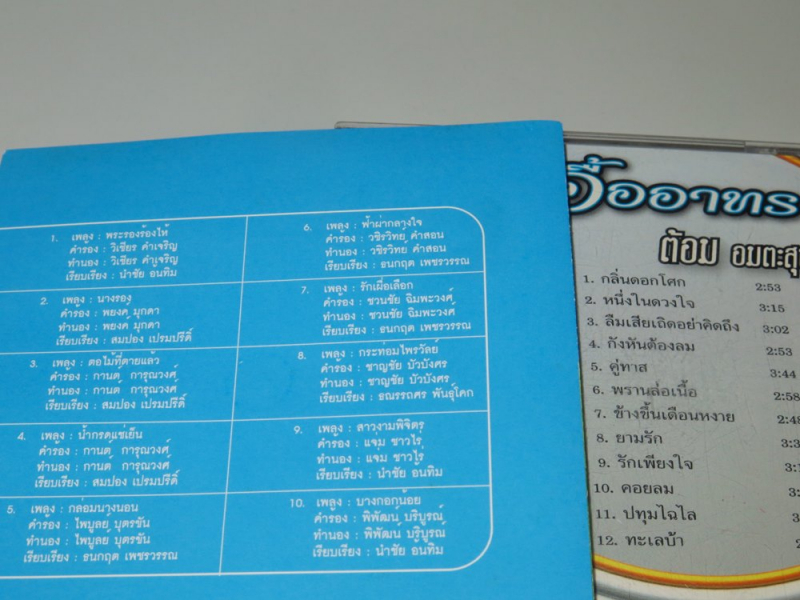 1. เพลง : พระรองร้องไห้
คำร้อง : วิเชียร คำเจริญ
ทำนอง : วิเชียร คำเจริญ
เรียบเรียง : นำชัย อนทิม
2. เพลง : นางรอง
คำร้อง : พยงค์ มุกดา
ทำนอง : พยงค์ มุกดา
เรียบเรียง : สมปอง เปรมปรีดิ์
3. เพลง : ดอไม้ที่ตายแล้ว
คำร้อง : กานต์ การุณวงศ์
ทำนอง : กานต์ การุณวงศ์
เรียบเรียง : สมปอง เปรมปรีดิ์
4. เพลง : น้ำกรดแช่เย็น
คำร้อง : กานต์ การุณวงศ์
ทำนอง : กานต์ การุณวงศ์
เรียบเรียง : สมปอง เปรมปรีดิ์
5. เพลง : กล่อมนางนอน
คำร้อง : ไพบูลย์ บุตรขัน
ทำนอง : ไพบูลย์ บุตรขัน
เรียบเรียง : ธนกฤต เพชรวรรณ
6. เพลง : ฟ้าผ่ากลางใจ
คำร้อง : วชิรวิทย์ คำสอน
ทำนอง : วชิรวิทย์ คำสอน
เรียบเรียง : ธนกฤต เพชรวรรณ
7. เพลง : รักเผื่อเลือก
คำร้อง : ชวนชัย ฉิมพะวงศ์
ทำนอง : ชวนชัย ฉิมพะวงศ์
เรียบเรียง : ธนกฤต เพชรวรรณ
8. เพลง : กระท่อมไพรวัลย์
คำร้อง : ชาญชัย บัวบังศร
ทำนอง : ชาญชัย บัวบังศร
เรียบเรียง : อรรถศร พันธุ์โคก
9. เพลง : สาวงามพิจิตร
คำร้อง : แจ่ม ชาวไร่
ทำนอง : แจ่ม ชาวไร่
เรียบเรียง : นำชัย อนทิม
10. เพลง : บางกอกน้อย
คำร้อง : พิพัฒน์ บริบูรณ์
ทำนอง : พิพัฒน์ บริบูรณ์
เรียบเรียง : นำชัย อนทิม
เอื้ออาทร
ต้อม อมตะ
1. กลิ่นดอกโศก 2:53
2. หนึ่งในดวงใจ 3:15
3. ลืมเสียเถิดอย่าคิดถึง 3:02
4. กังหันต้องลม 2:53
5. คู่ทาส 3:44
6. พรานล่อเนื้อ 2:58
7. ข้างขึ้นเดือนหงาย 2:48
8. ยามรัก
9. รักเพียงใจ
10. คอยลม
11. ปทุมไฉไล
12. ทะเลบ้า